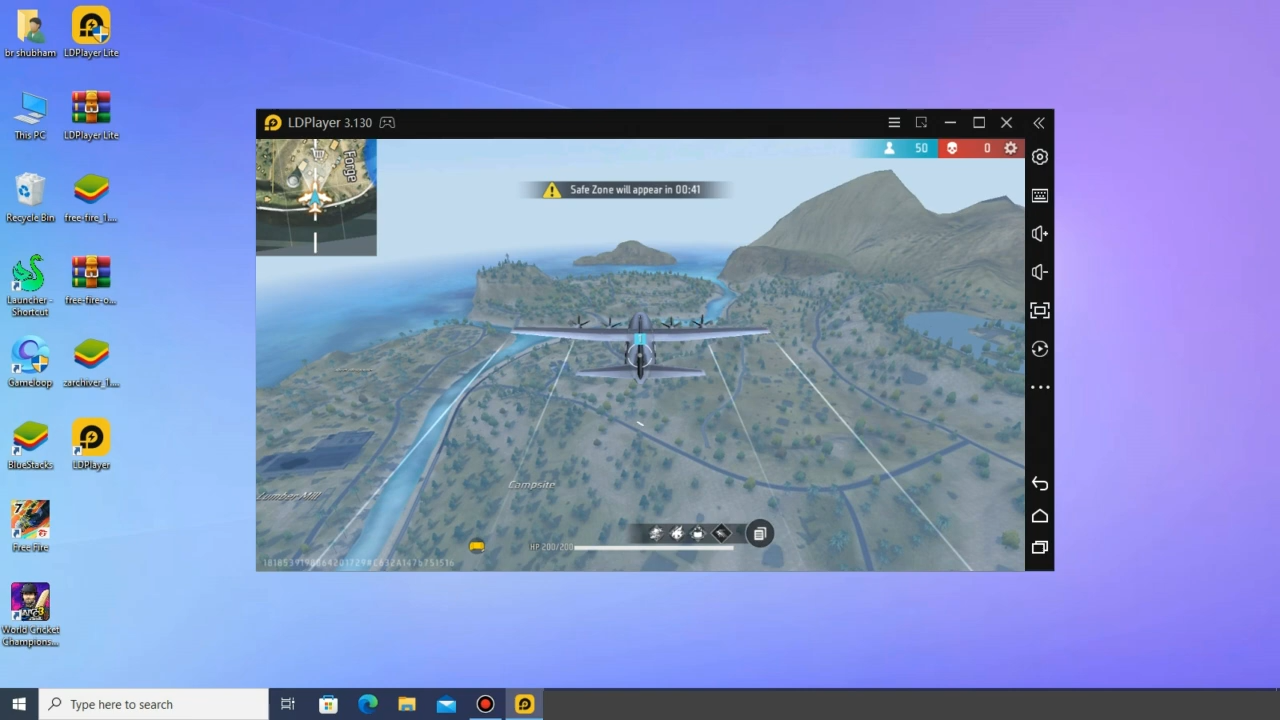 br shubham
LDPlayer Lite
This PC
LDPlayer Lite
Recycle Bin
free-fire_1....
Launcher -
Shortcut
free-fire-o...
Gameloop
zarchiver_1....
BlueStacks
LDPlayer
Free Fire
World Cricket
Champions...
LDPlayer 3.130
Forge
50
0
Safe Zone will appear in 00:41
Campsite
Lumber Mill
HP 200/200
Type here to search